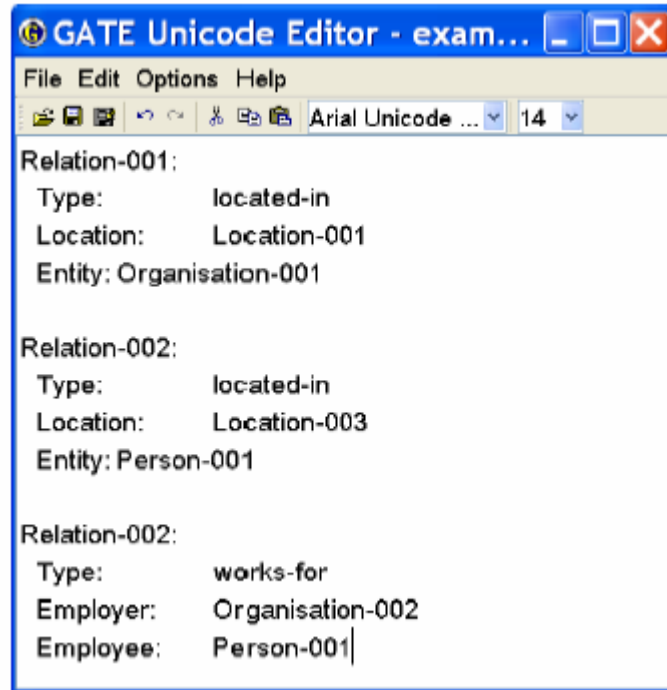 GATE Unicode Editor - exam...
File Edit Options Help
Arial Unicode ... 14
Relation-001:
Type: located-in
Location: Location-001
Entity: Organisation-001
Relation-002:
Type: located-in
Location: Location-003
Entity: Person-001
Relation-002:
Type: works-for
Employer: Organisation-002
Employee: Person-001